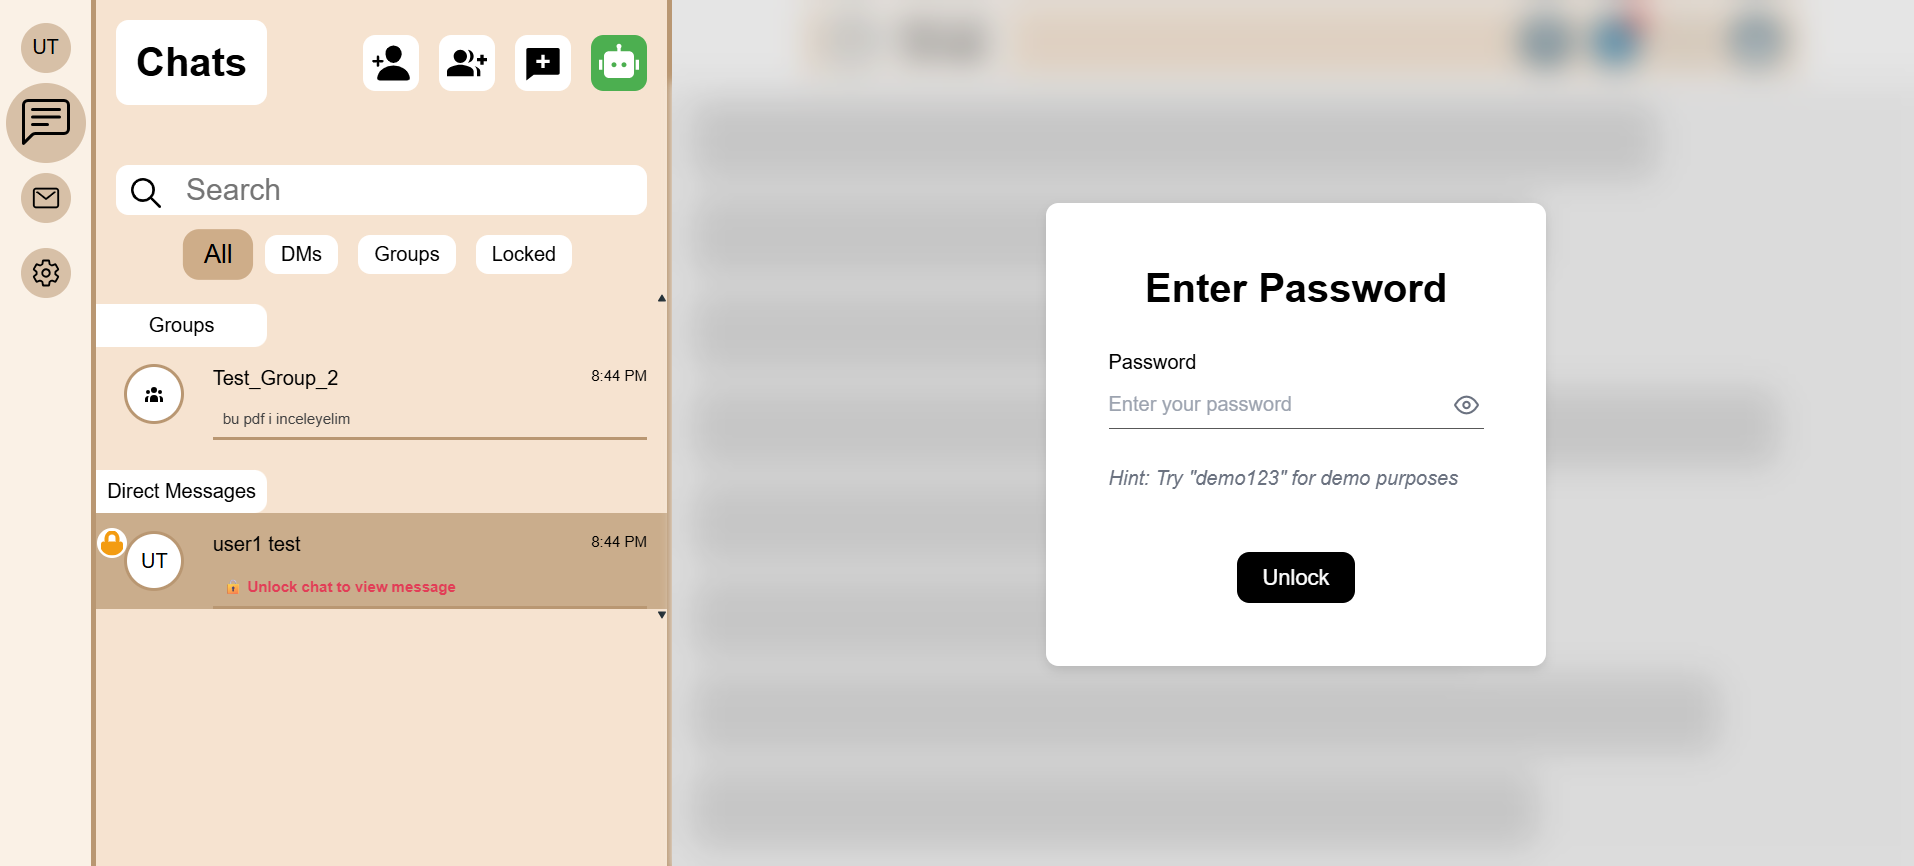 UT
Chats
Search
All
DMs
Groups
Locked
Groups
Test_Group_2
8:44 PM
bu pdf i inceleyelim
Direct Messages
UT
user1 test
8:44 PM
🔒 Unlock chat to view message
Enter Password
Password
Enter your password
Hint: Try "demo123" for demo purposes
Unlock